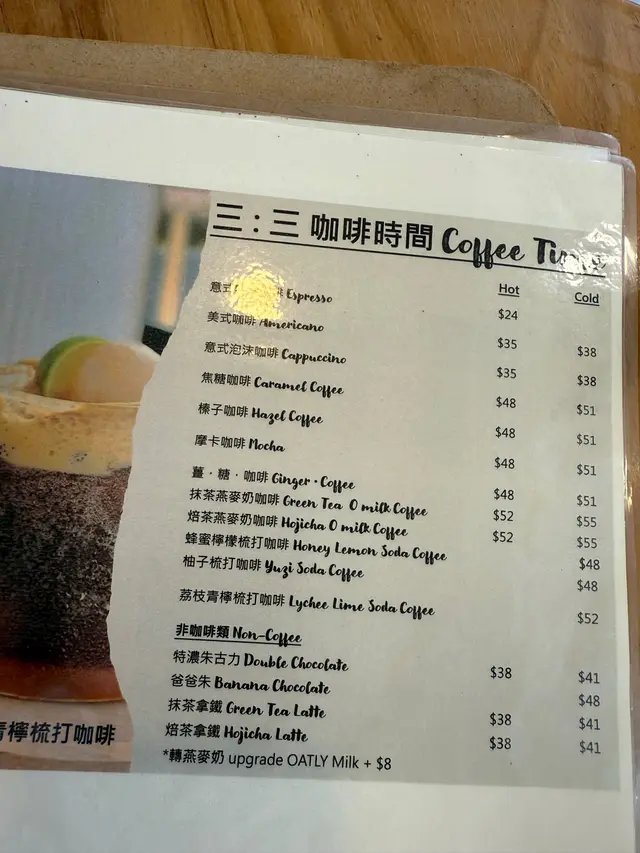 三:三 咖啡時間 Coffee Time
Hot Cold
意式 啡 Espresso $24
美式咖啡 Americano $35 $38
意式泡沫咖啡 Cappuccino $35 $38
焦糖咖啡 Caramel Coffee $48 $51
榛子咖啡 Hazel Coffee $48 $51
摩卡咖啡 Mocha $48 $51
薑·糖·咖啡 Ginger·Coffee $48 $51
抹茶燕麥奶咖啡 Green Tea O milk Coffee $52 $55
焙茶燕麥奶咖啡 Hojicha O milk Coffee $52 $55
蜂蜜檸檬梳打咖啡 Honey Lemon Soda Coffee $48
柚子梳打咖啡 Yuzi Soda Coffee $48
荔枝青檸梳打咖啡 Lychee Lime Soda Coffee $52
非咖啡類 Non-Coffee
特濃朱古力 Double Chocolate $38 $41
爸爸朱 Banana Chocolate $48
抹茶拿鐵 Green Tea Latte $38 $41
焙茶拿鐵 Hojicha Latte $38 $41
*轉燕麥奶 upgrade OATLY Milk + $8
青檸梳打咖啡